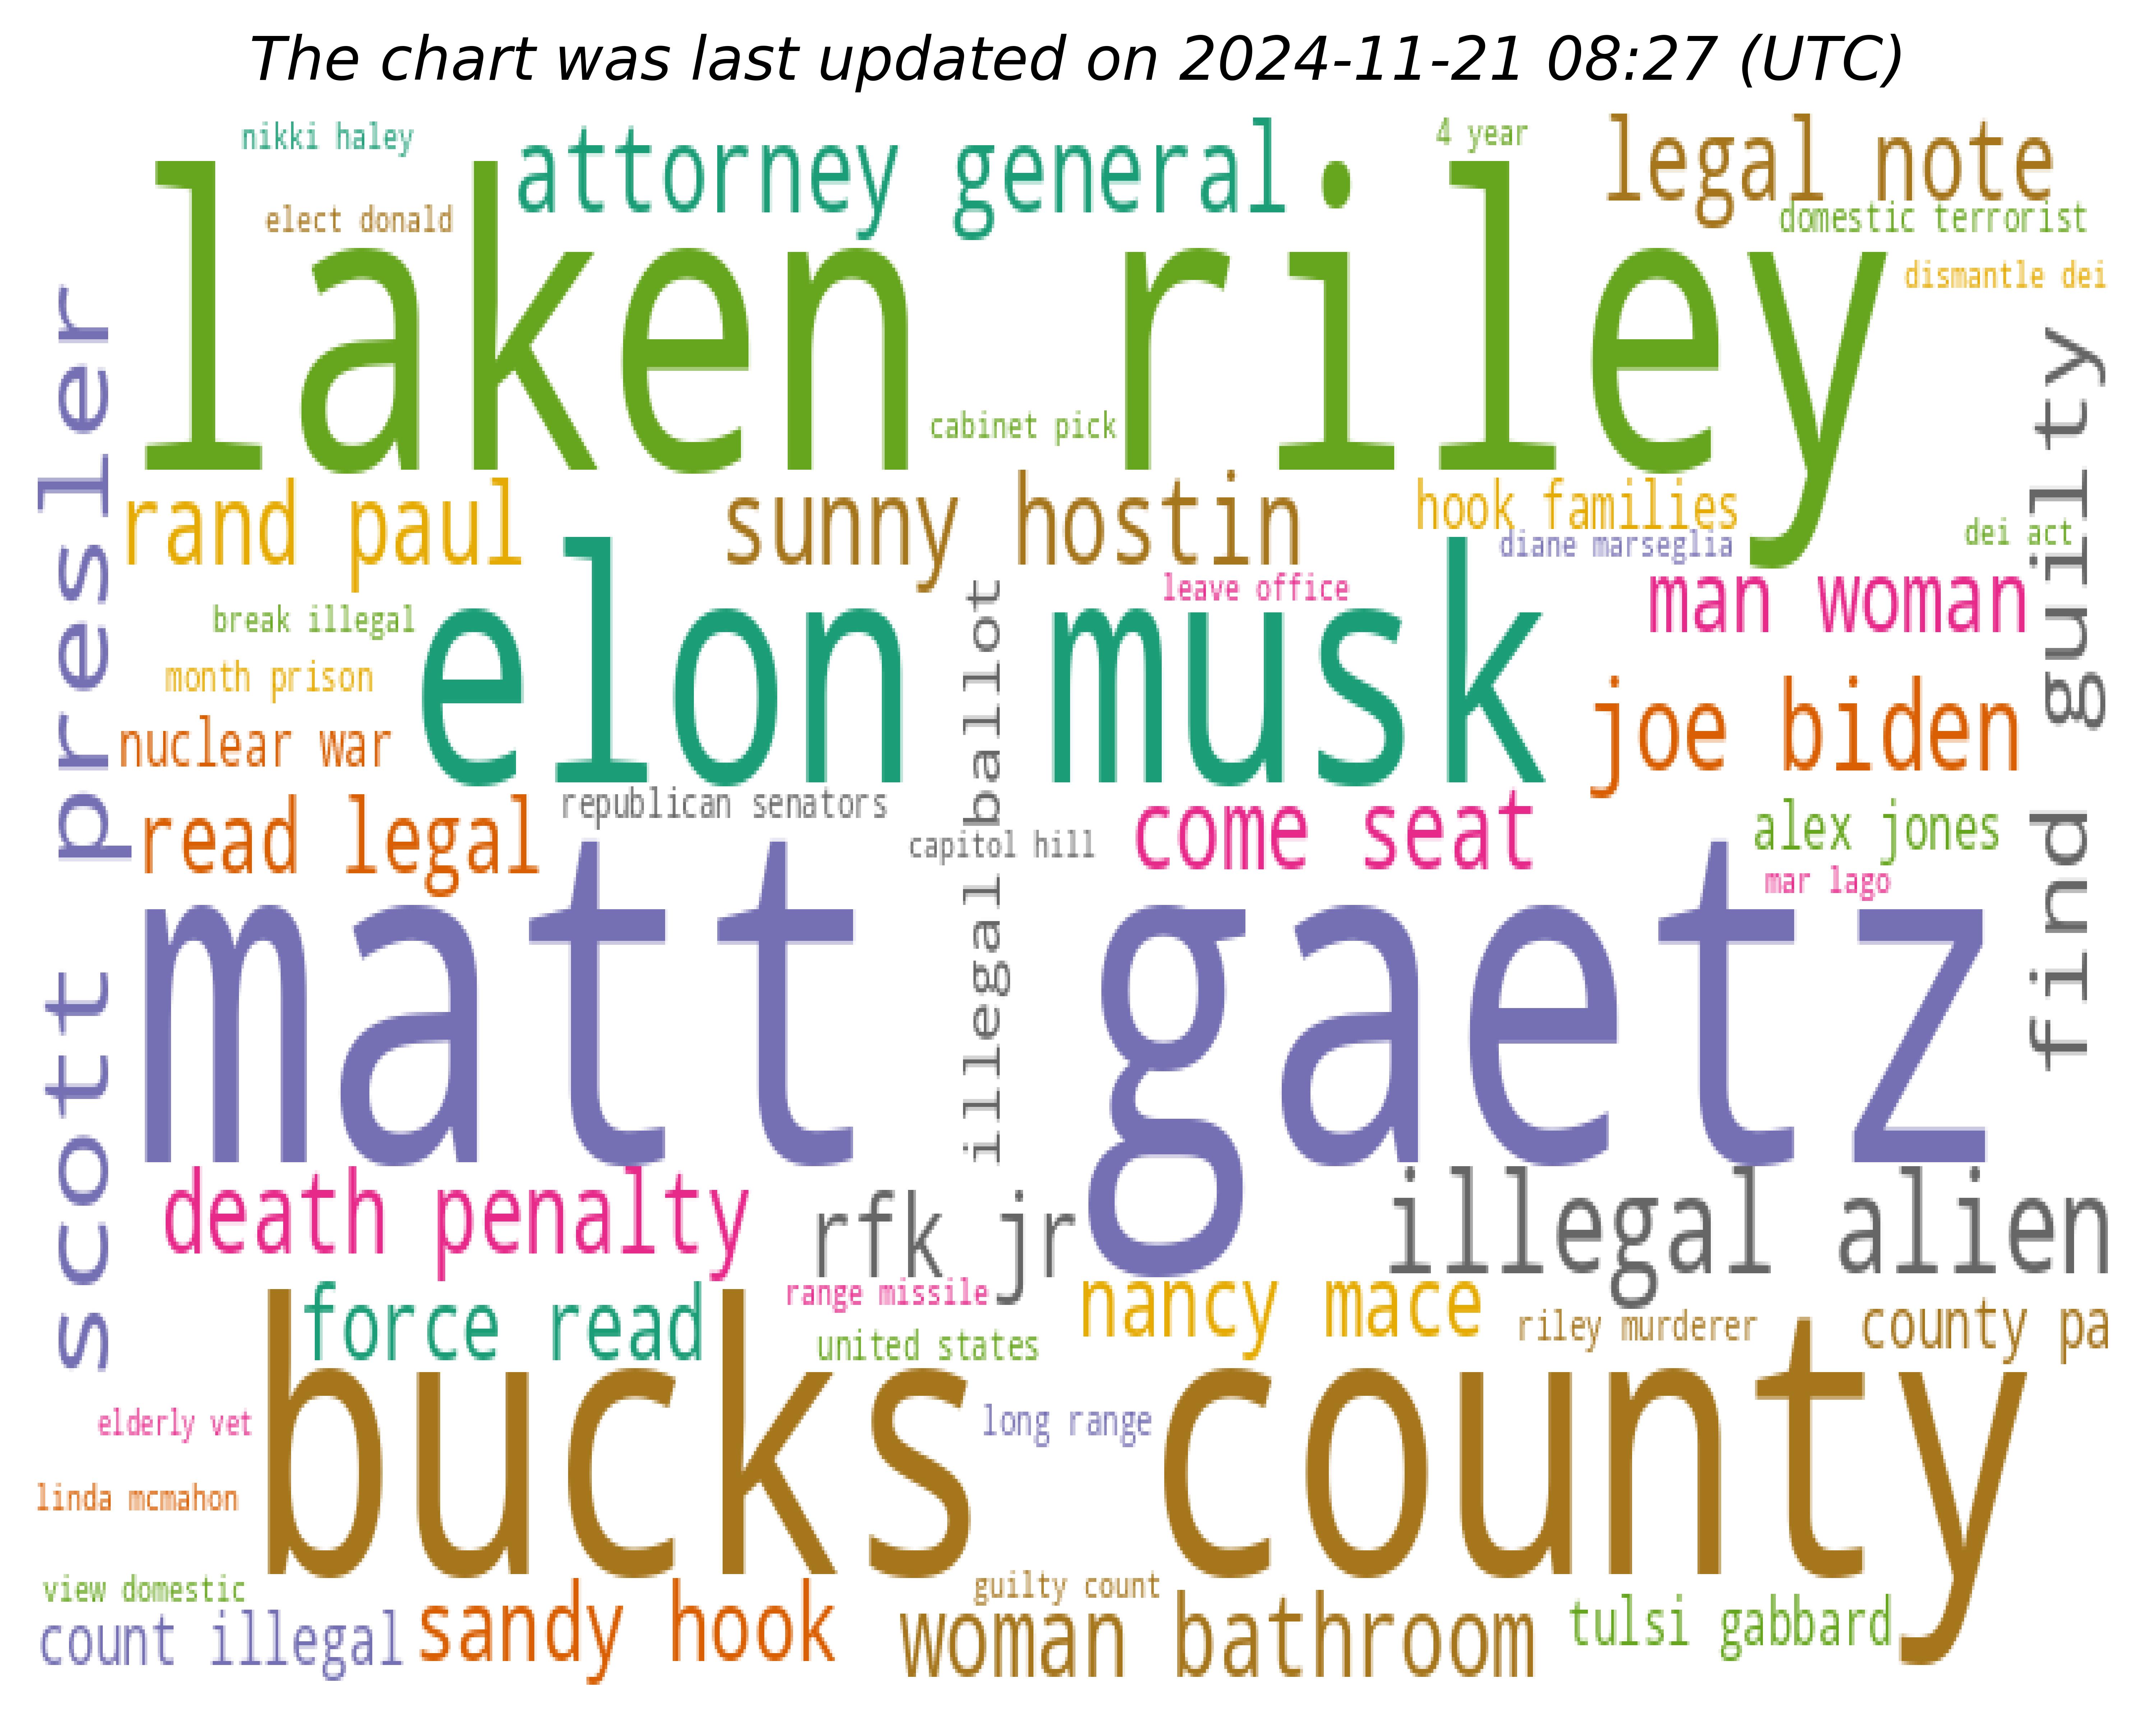 The chart was last updated on 2024-11-21 08:27 (UTC)
nikki haley
attorney general
4 year
legal note
elect donald
domestic terrorist
laken riley
dismantle dei
cabinet pick
scott presler
find guilty
rand paul
sunny hostin
hook families
diane marseglia
dei act
leave office
man woman
break illegal
elon musk
illegal ballot
month prison
joe biden
nuclear war
republican senators
read legal
come seat
alex jones
capitol hill
mar lago
matt gaetz
death penalty
rfk jr
illegal alien
range missile
force read
nancy mace
riley murderer
county pa
united states
bucks county
elderly vet
long range
linda mcmahon
view domestic
guilty count
count illegal
sandy hook
woman bathroom
tulsi gabbard